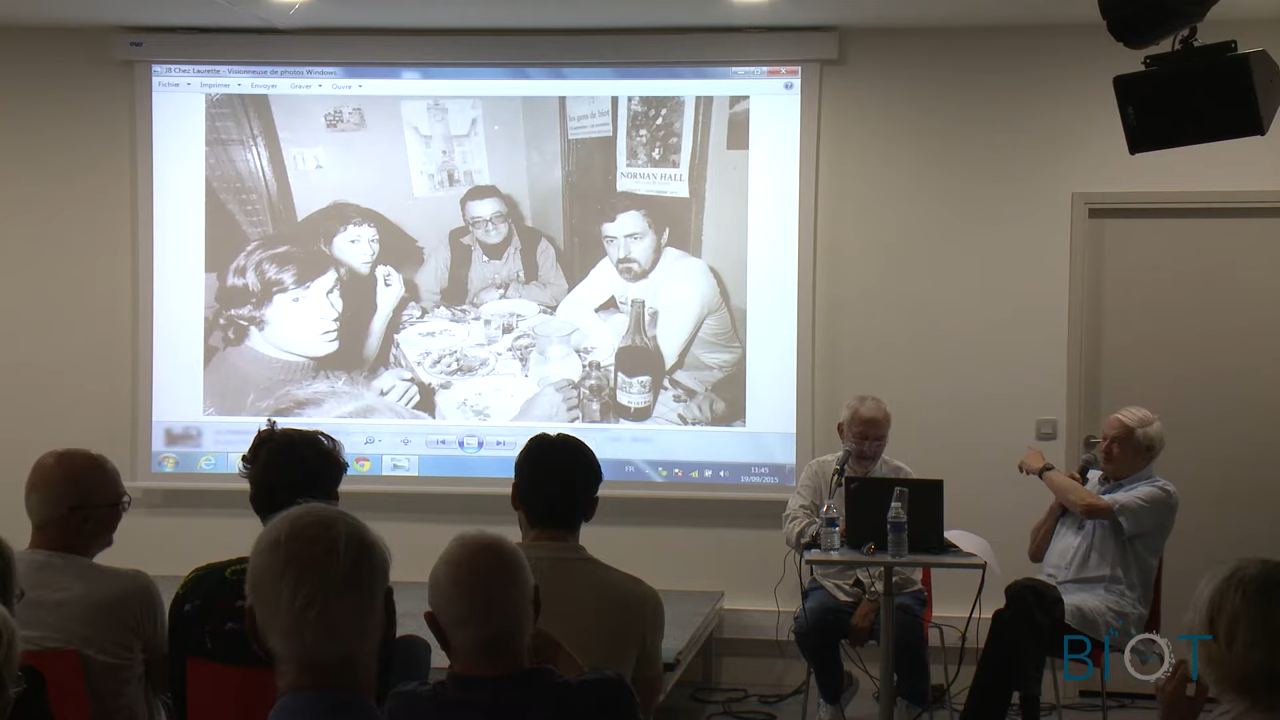 J8 Chez Laurette - Visionneuse de photos Windows
Fichier Imprimer Envoyer Graver Ouvrir
les gens de biot
NORMAN HALL
FR
11:45
19/09/2015
BIOT